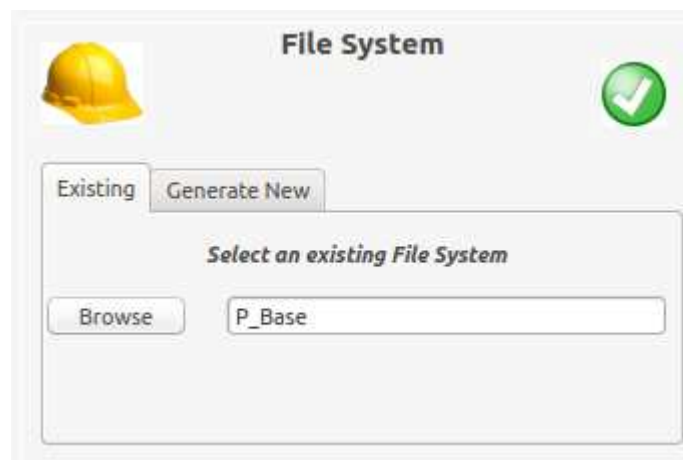 File System
Existing Generate New
Select an existing File System
Browse P_Base